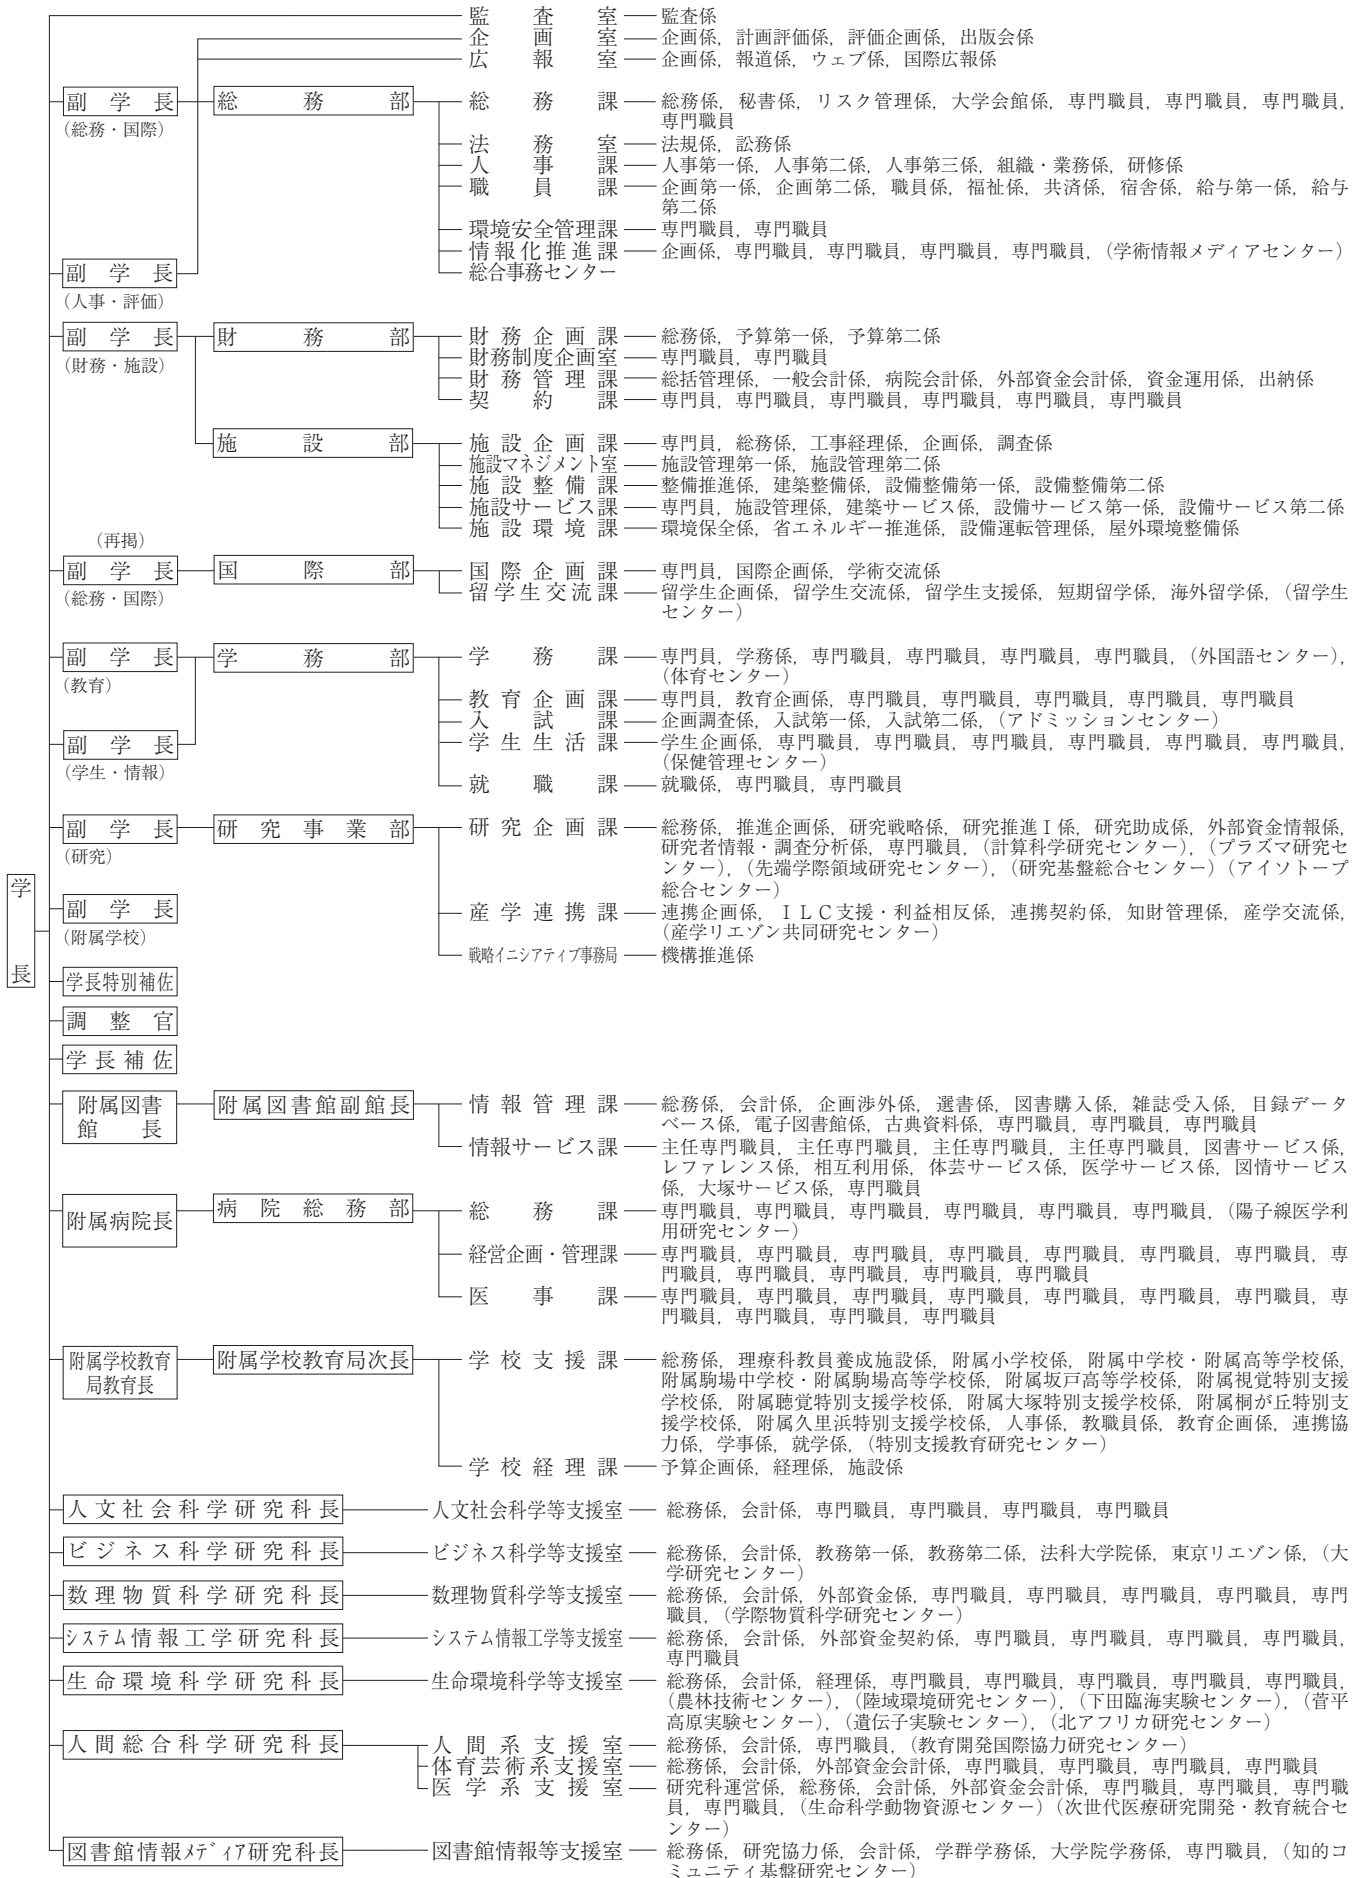 監査室 監査係
企画室 企画係，計画評価係，評価企画係，出版会係
広報室 企画係，報道係，ウェブ係，国際広報係
副学長 総務部 総務課 総務係，秘書係，リスク管理係，大学会館係，専門職員，専門職員，専門職員，
(総務・国際) 専門職員
法務室 法規係，訟務係
人事課 人事第一係，人事第二係，人事第三係，組織・業務係，研修係
職員課 企画第一係，企画第二係，職員係，福祉係，共済係，宿舎係，給与第一係，給与
第二係
環境安全管理課 専門職員，専門職員
情報化推進課 企画係，専門職員，専門職員，専門職員，専門職員，(学術情報メディアセンター)
副学長 総合事務センター
(人事・評価)
副学長 財務部 財務企画課 総務係，予算第一係，予算第二係
(財務・施設) 財務制度企画室 専門職員，専門職員
財務管理課 総括管理係，一般会計係，病院会計係，外部資金会計係，資金運用係，出納係
契約課 専門員，専門職員，専門職員，専門職員，専門職員，専門職員
施設部 施設企画課 専門員，総務係，工事経理係，企画係，調査係
施設マネジメント室 施設管理第一係，施設管理第二係
施設整備課 整備推進係，建築整備係，設備整備第一係，設備整備第二係
施設サービス課 専門員，施設管理係，建築サービス係，設備サービス第一係，設備サービス第二係
施設環境課 環境保全係，省エネルギー推進係，設備運転管理係，屋外環境整備係
(再掲)
副学長 国際部 国際企画課 専門員，国際企画係，学術交流係
(総務・国際) 留学生交流課 留学生企画係，留学生交流係，留学生支援係，短期留学係，海外留学係，(留学生
センター)
副学長 学務部 学務課 専門員，学務係，専門職員，専門職員，専門職員，専門職員，(外国語センター)，
(教育) (体育センター)
教育企画課 専門員，教育企画係，専門職員，専門職員，専門職員，専門職員，専門職員
入試課 企画調査係，入試第一係，入試第二係，(アドミッションセンター)
副学長 学生生活課 学生企画係，専門職員，専門職員，専門職員，専門職員，専門職員，専門職員，
(学生・情報) (保健管理センター)
就職課 就職係，専門職員，専門職員
副学長 研究事業部 研究企画課 総務係，推進企画係，研究戦略係，研究推進Ⅰ係，研究助成係，外部資金情報係，
(研究) 研究者情報・調査分析係，専門職員，(計算科学研究センター)，(プラズマ研究セ
ンター)，(先端学際領域研究センター)，(研究基盤総合センター)(アイソトープ
総合センター)
学長
副学長 産学連携課 連携企画係，ＩＬＣ支援・利益相反係，連携契約係，知財管理係，産学交流係，
(附属学校) (産学リエゾン共同研究センター)
戦略イニシアティブ事務局 機構推進係
学長特別補佐
調整官
学長補佐
附属図書館長 附属図書館副館長 情報管理課 総務係，会計係，企画渉外係，選書係，図書購入係，雑誌受入係，目録データ
ベース係，電子図書館係，古典資料係，専門職員，専門職員，専門職員
情報サービス課 主任専門職員，主任専門職員，主任専門職員，主任専門職員，図書サービス係，
レファレンス係，相互利用係，体芸サービス係，医学サービス係，図情サービス
係，大塚サービス係，専門職員
附属病院長 病院総務部 総務課 専門職員，専門職員，専門職員，専門職員，専門職員，専門職員，(陽子線医学利
用研究センター)
経営企画・管理課 専門職員，専門職員，専門職員，専門職員，専門職員，専門職員，専門職員，専
門職員，専門職員，専門職員，専門職員，専門職員
医事課 専門職員，専門職員，専門職員，専門職員，専門職員，専門職員，専門職員，専
門職員，専門職員，専門職員，専門職員
附属学校教育局教育長 附属学校教育局次長 学校支援課 総務係，理療科教員養成施設係，附属小学校係，附属中学校・附属高等学校係，
附属駒場中学校・附属駒場高等学校係，附属坂戸高等学校係，附属視覚特別支援
学校係，附属聴覚特別支援学校係，附属大塚特別支援学校係，附属桐が丘特別支
援学校係，附属久里浜特別支援学校係，人事係，教職員係，教育企画係，連携協
力係，学事係，就学係，(特別支援教育研究センター)
学校経理課 予算企画係，経理係，施設係
人文社会科学研究科長 人文社会科学等支援室 総務係，会計係，専門職員，専門職員，専門職員，専門職員
ビジネス科学研究科長 ビジネス科学等支援室 総務係，会計係，教務第一係，教務第二係，法科大学院係，東京リエゾン係，(大
学研究センター)
数理物質科学研究科長 数理物質科学等支援室 総務係，会計係，外部資金係，専門職員，専門職員，専門職員，専門職員，専門
職員，(学際物質科学研究センター)
システム情報工学研究科長 システム情報工学等支援室 総務係，会計係，外部資金契約係，専門職員，専門職員，専門職員，専門職員，
専門職員
生命環境科学研究科長 生命環境科学等支援室 総務係，会計係，経理係，専門職員，専門職員，専門職員，専門職員，専門職員，
(農林技術センター)，(陸域環境研究センター)，(下田臨海実験センター)，(菅平
高原実験センター)，(遺伝子実験センター)，(北アフリカ研究センター)
人間総合科学研究科長 人間系支援室 総務係，会計係，専門職員，(教育開発国際協力研究センター)
体育芸術系支援室 総務係，会計係，外部資金会計係，専門職員，専門職員，専門職員，専門職員
医学系支援室 研究科運営係，総務係，会計係，外部資金会計係，専門職員，専門職員，専門職
員，専門職員，(生命科学動物資源センター)(次世代医療研究開発・教育統合セ
ンター)
図書館情報メディア研究科長 図書館情報等支援室 総務係，研究協力係，会計係，学群学務係，大学院学務係，専門職員，(知的コ
ミュニティ基盤研究センター)